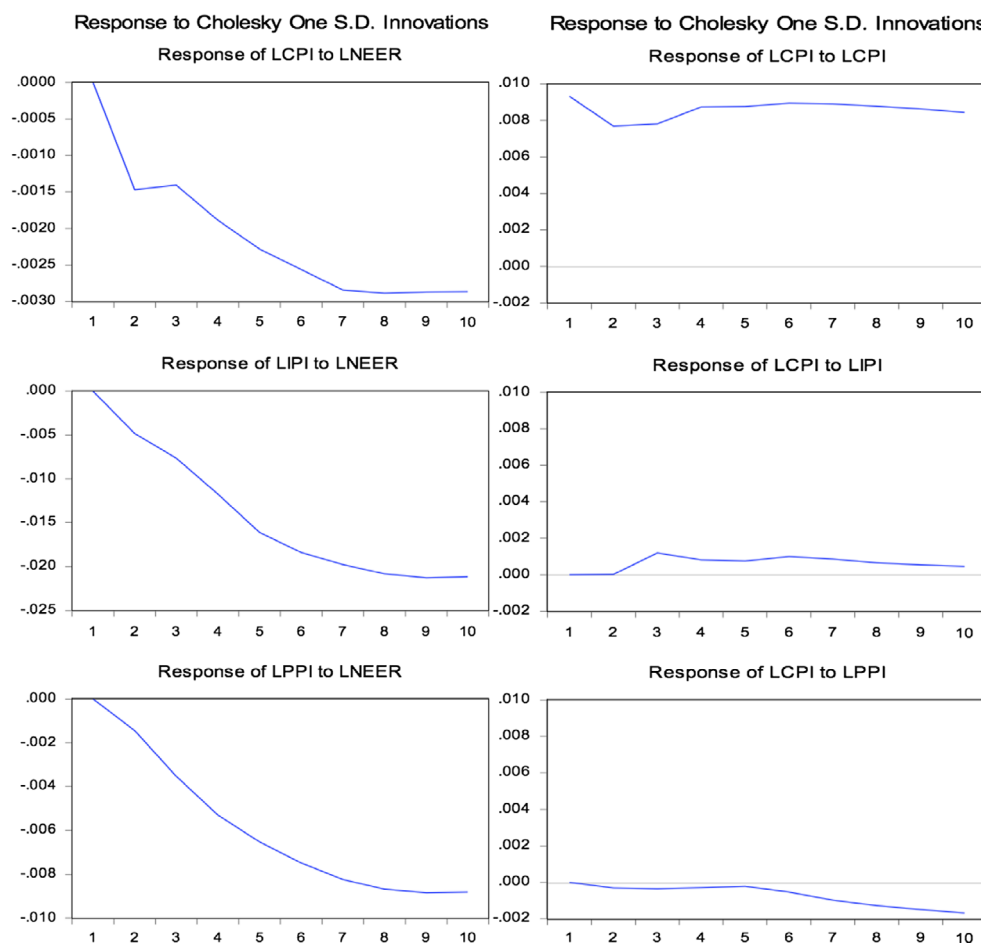 Response to Cholesky One S.D. Innovations
Response of LCPI to LNEER
.0000
-.0005
-.0010
-.0015
-.0020
-.0025
-.0030
1 2 3 4 5 6 7 8 9 10
Response of LIPI to LNEER
.000
-.005
-.010
-.015
-.020
-.025
1 2 3 4 5 6 7 8 9 10
Response of LPPI to LNEER
.000
-.002
-.004
-.006
-.008
-.010
1 2 3 4 5 6 7 8 9 10
Response to Cholesky One S.D. Innovations
Response of LCPI to LCPI
.010
.008
.006
.004
.002
.000
-.002
1 2 3 4 5 6 7 8 9 10
Response of LCPI to LIPI
.010
.008
.006
.004
.002
.000
-.002
1 2 3 4 5 6 7 8 9 10
Response of LCPI to LPPI
.010
.008
.006
.004
.002
.000
-.002
1 2 3 4 5 6 7 8 9 10